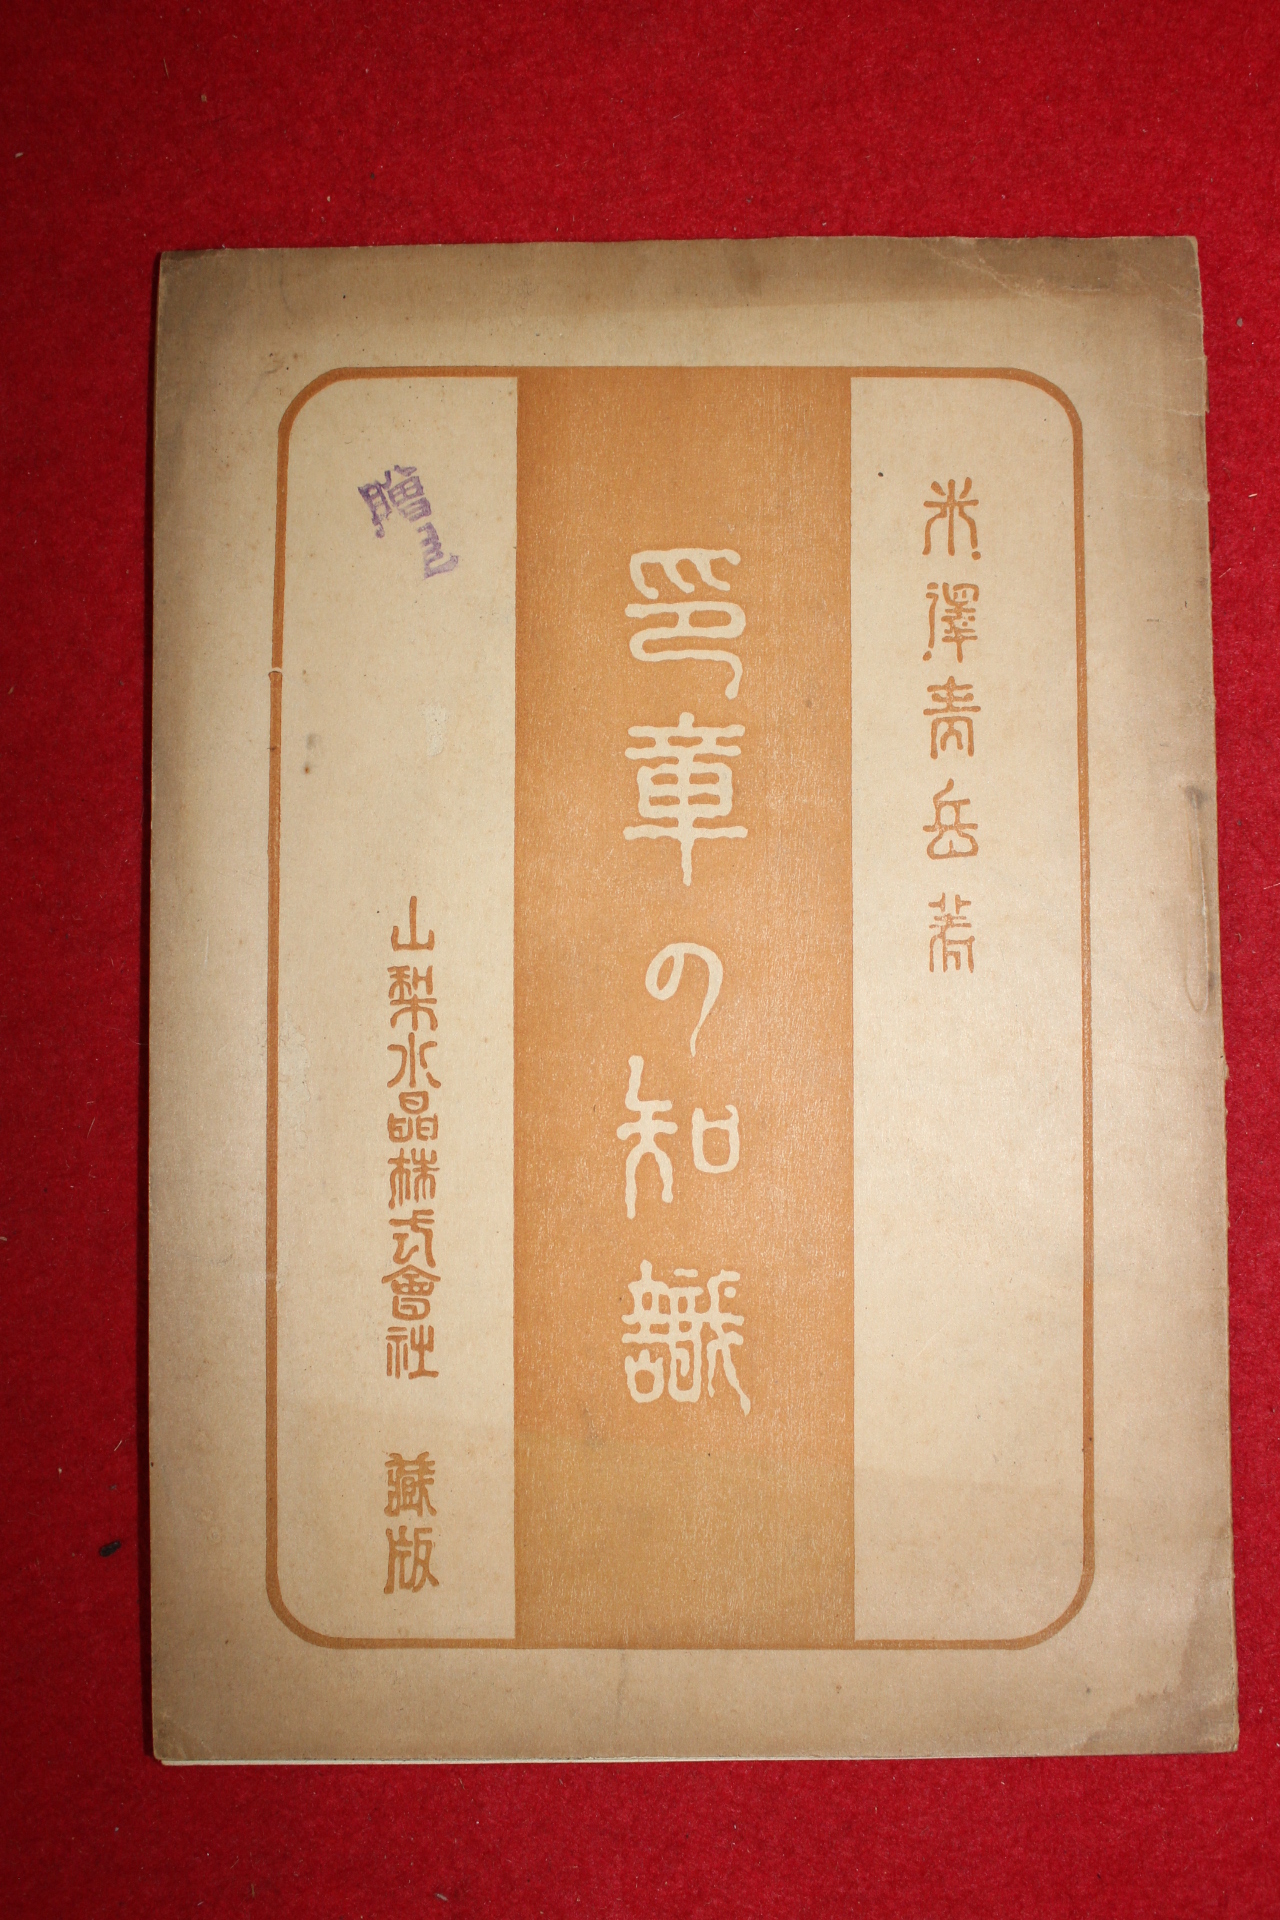 米澤青岳著
印章の知識
贈呈
山梨水晶株式會社 藏版